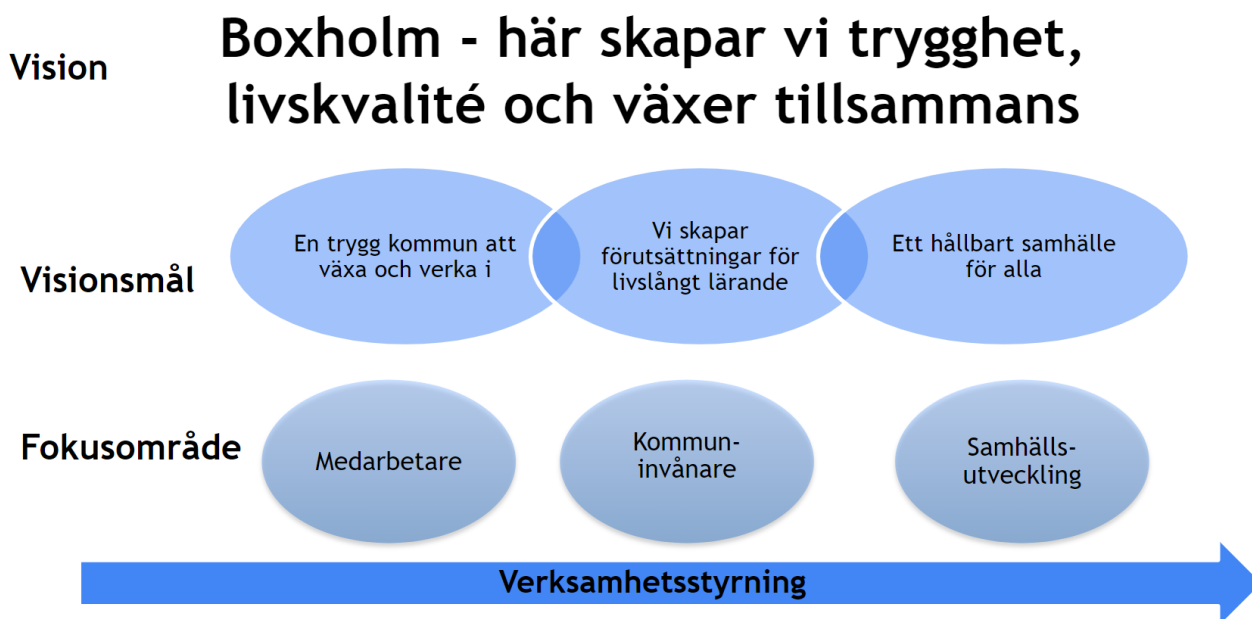 Vision
Boxholm - här skapar vi trygghet,
livskvalité och växer tillsammans
Visionsmål
En trygg kommun att
växa och verka i
Vi skapar
förutsättningar för
livslångt lärande
Ett hållbart samhälle
för alla
Fokusområde
Medarbetare
Kommun-
invånare
Samhälls-
utveckling
Verksamhetsstyrning